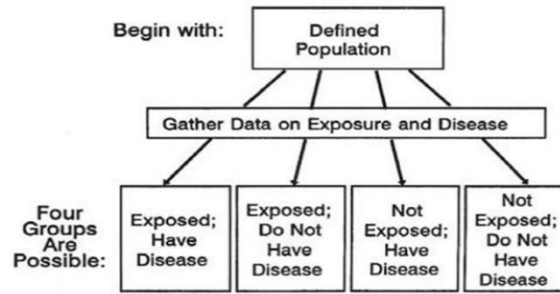 Begin with:
Defined
Population
Gather Data on Exposure and Disease
Four
Groups
Are
Possible:
Exposed;
Have
Disease
Exposed;
Do Not
Have
Disease
Not
Exposed;
Have
Disease
Not
Exposed;
Do Not
Have
Disease